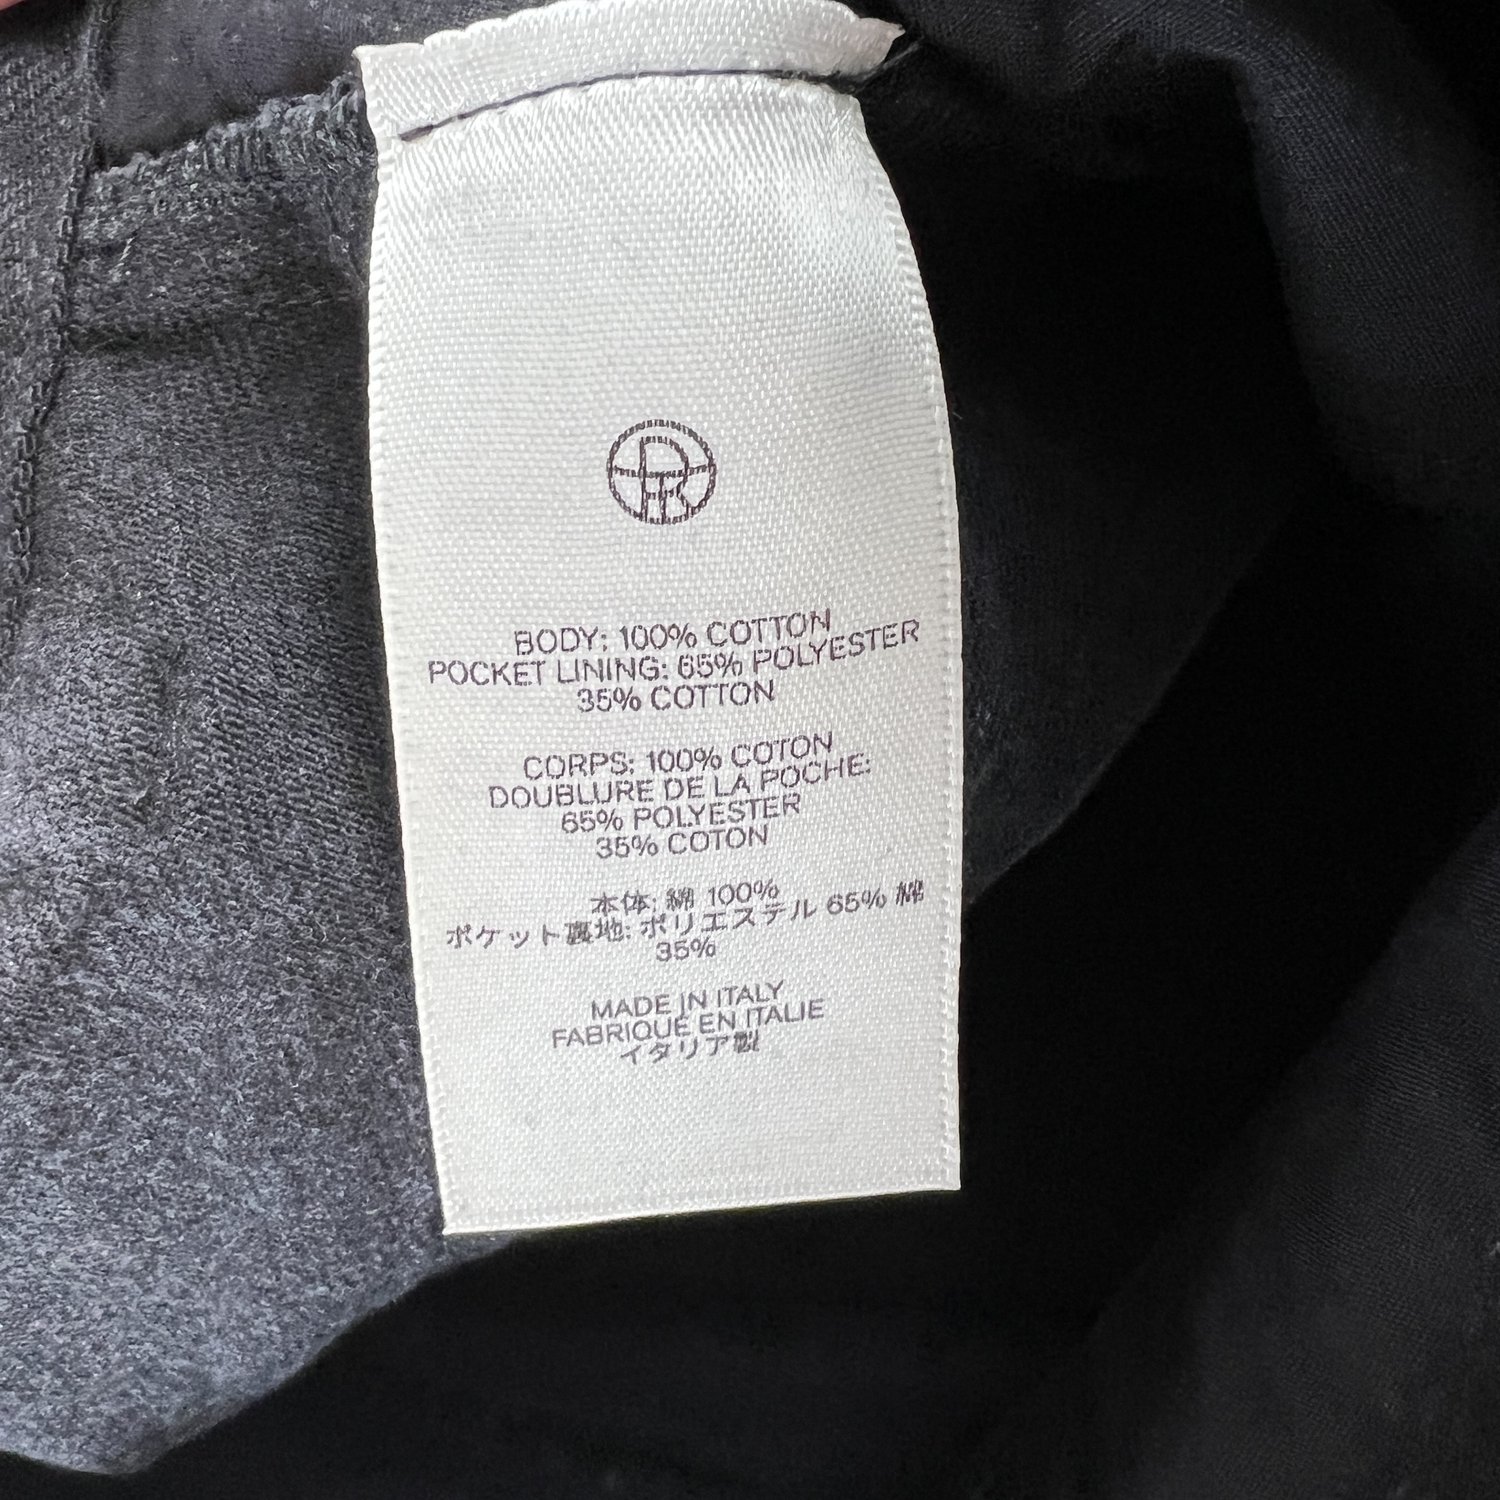 BODY: 100% COTTON
POCKET LINING: 65% POLYESTER
35% COTTON
CORPS: 100% COTON
DOUBLURE DE LA POCHE:
65% POLYESTER
35% COTON
本体: 綿 100%
ポケット裏地: ポリエステル 65% 綿
35%
MADE IN ITALY
FABRIQUÉ EN ITALIE
イタリア製